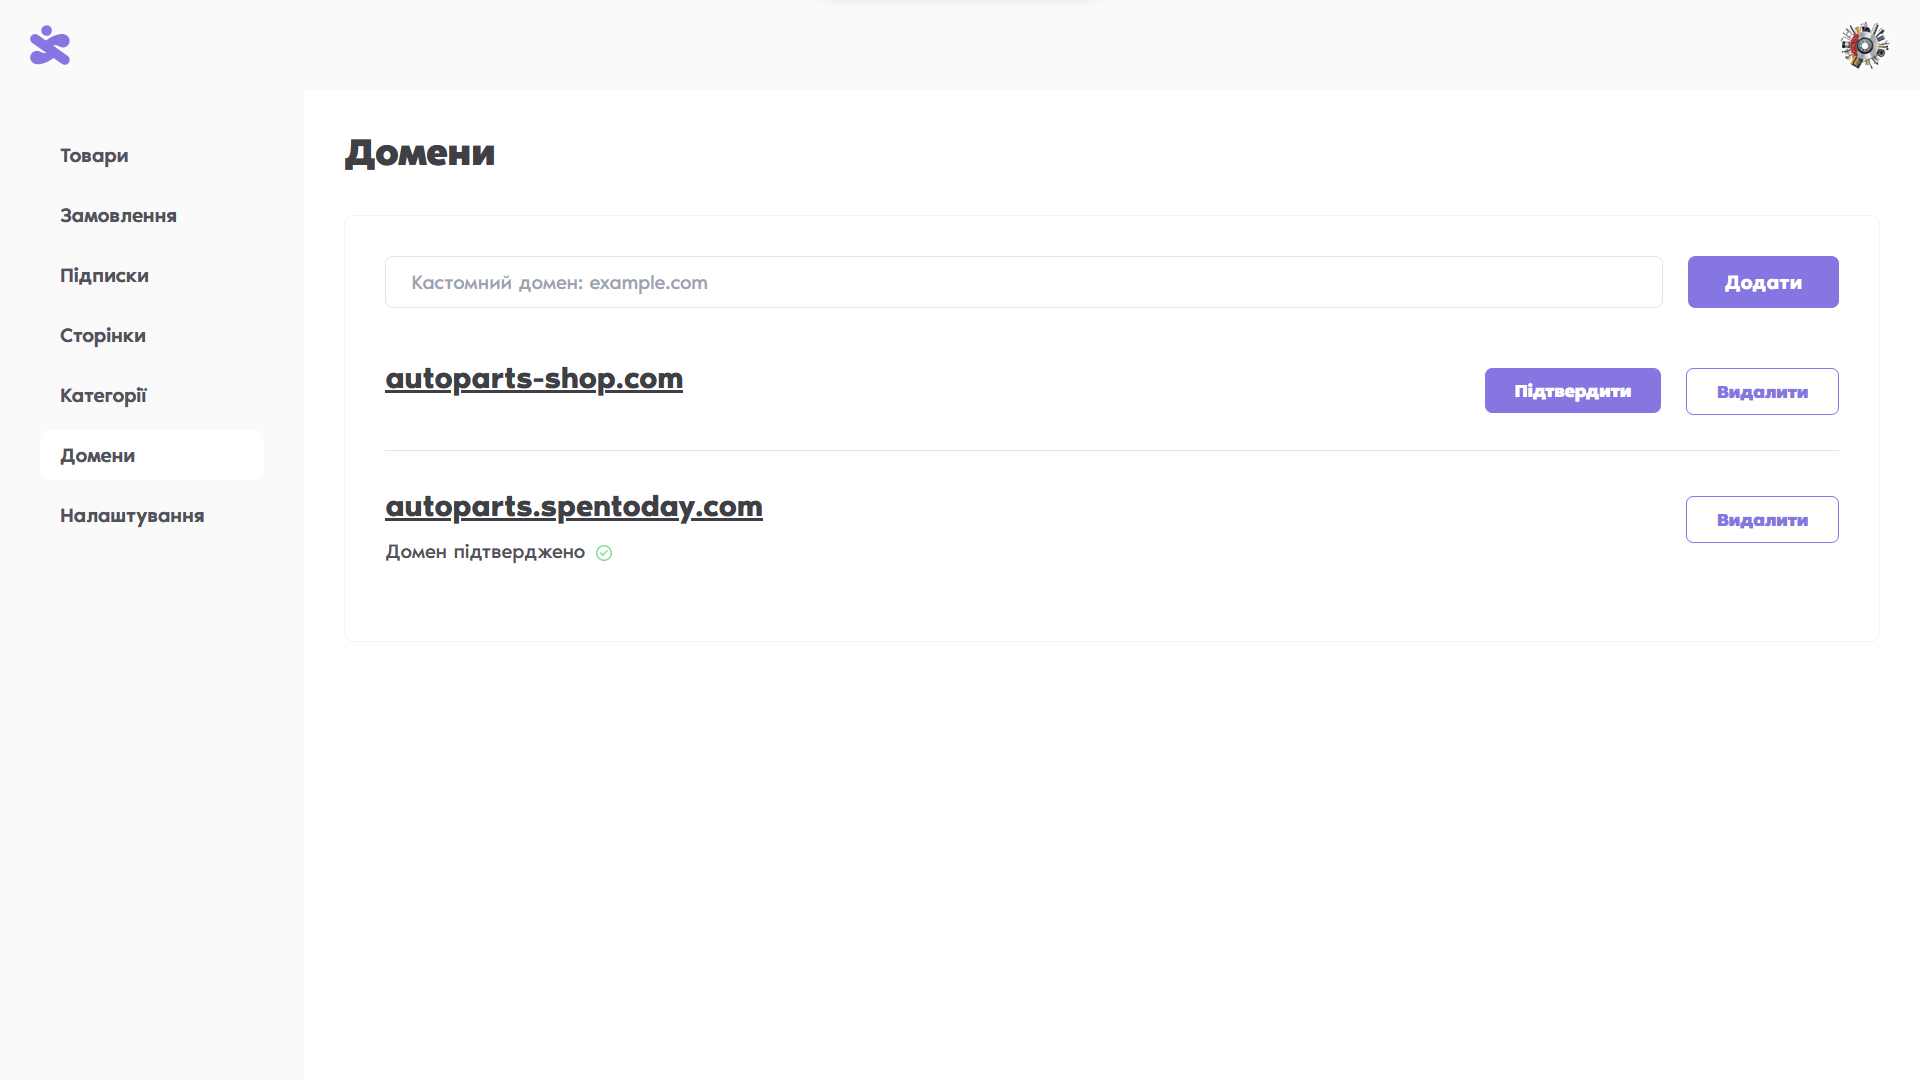 Товари
Замовлення
Підписки
Сторінки
Категорії
Домени
Налаштування
Домени
Кастомний домен: example.com
Додати
autoparts-shop.com
Підтвердити
Видалити
autoparts.spentoday.com
Видалити
Домен підтверджено